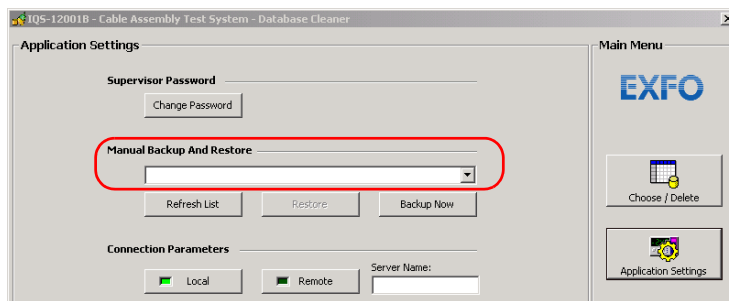 IQS-12001B - Cable Assembly Test System - Database Cleaner
Application Settings
Supervisor Password
Change Password
Manual Backup And Restore
Refresh List
Restore
Backup Now
Connection Parameters
Local
Remote
Server Name:
Main Menu
EXFO
Choose / Delete
Application Settings